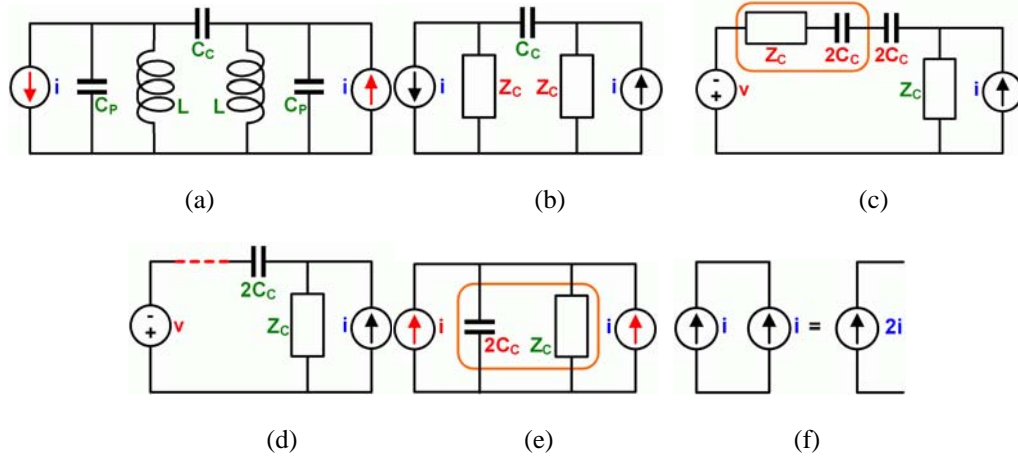 C_C
i C_P L L C_P i
(a)
C_C
i Z_C Z_C i
(b)
Z_C 2C_C 2C_C
- + v Z_C i
(c)
2C_C
- + v Z_C i
(d)
i 2C_C Z_C i
(e)
i i = 2i
(f)